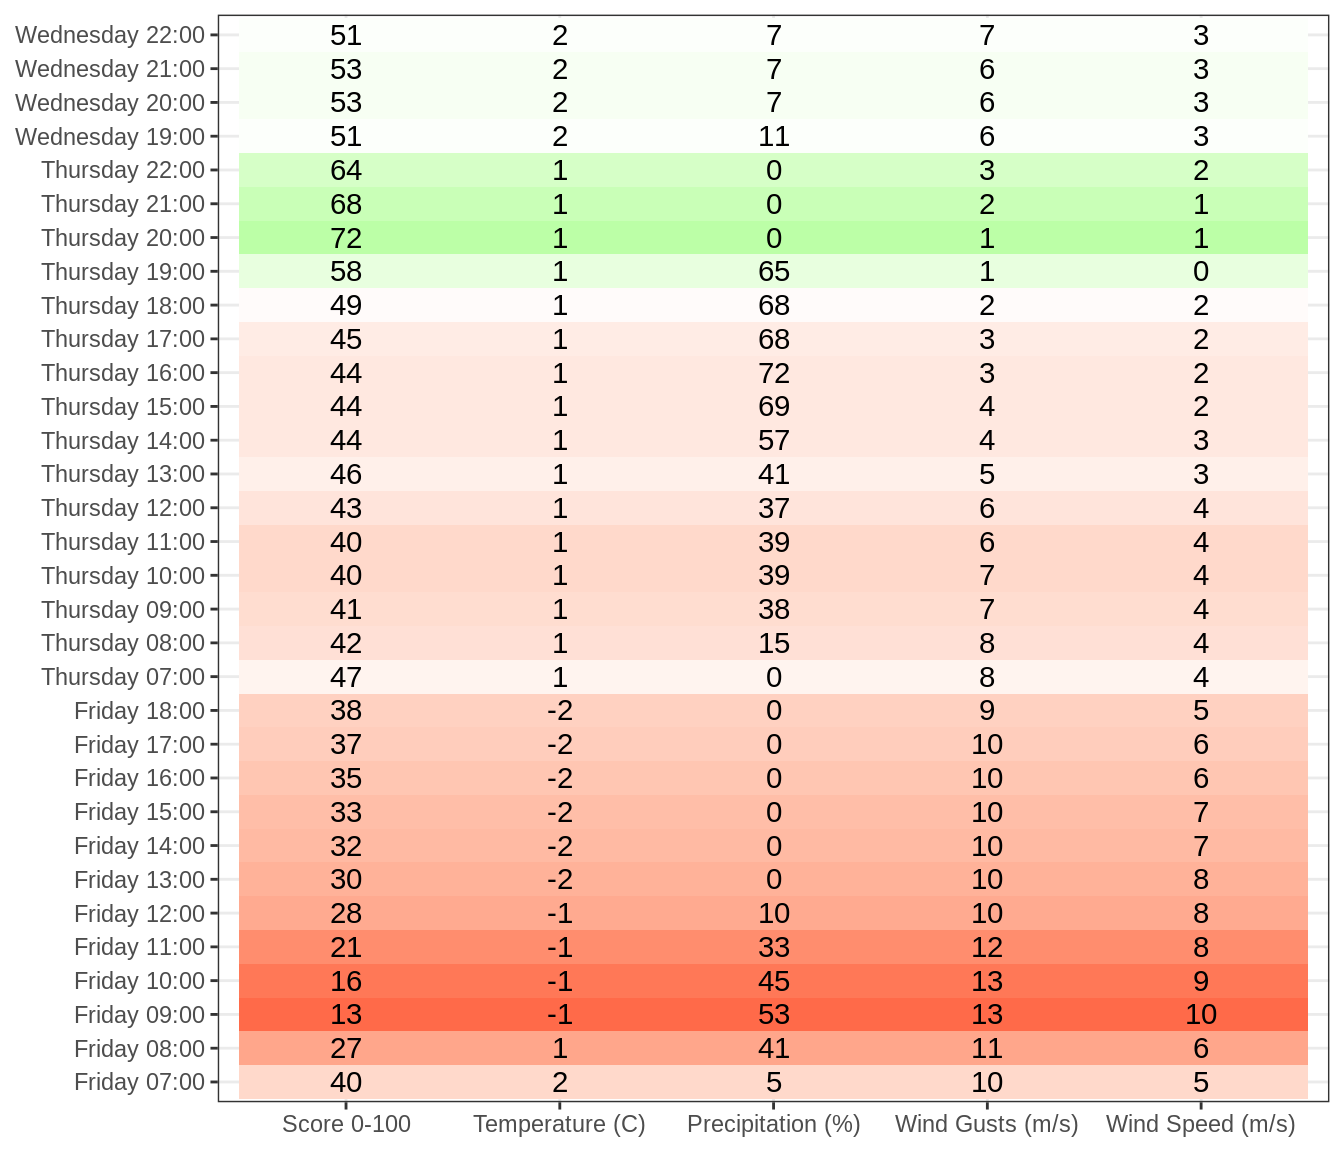 Wednesday 22:00 51 2 7 7 3
Wednesday 21:00 53 2 7 6 3
Wednesday 20:00 53 2 7 6 3
Wednesday 19:00 51 2 11 6 3
Thursday 22:00 64 1 0 3 2
Thursday 21:00 68 1 0 2 1
Thursday 20:00 72 1 0 1 1
Thursday 19:00 58 1 65 1 0
Thursday 18:00 49 1 68 2 2
Thursday 17:00 45 1 68 3 2
Thursday 16:00 44 1 72 3 2
Thursday 15:00 44 1 69 4 2
Thursday 14:00 44 1 57 4 3
Thursday 13:00 46 1 41 5 3
Thursday 12:00 43 1 37 6 4
Thursday 11:00 40 1 39 6 4
Thursday 10:00 40 1 39 7 4
Thursday 09:00 41 1 38 7 4
Thursday 08:00 42 1 15 8 4
Thursday 07:00 47 1 0 8 4
Friday 18:00 38 -2 0 9 5
Friday 17:00 37 -2 0 10 6
Friday 16:00 35 -2 0 10 6
Friday 15:00 33 -2 0 10 7
Friday 14:00 32 -2 0 10 7
Friday 13:00 30 -2 0 10 8
Friday 12:00 28 -1 10 10 8
Friday 11:00 21 -1 33 12 8
Friday 10:00 16 -1 45 13 9
Friday 09:00 13 -1 53 13 10
Friday 08:00 27 1 41 11 6
Friday 07:00 40 2 5 10 5
Score 0-100 Temperature (C) Precipitation (%) Wind Gusts (m/s) Wind Speed (m/s)